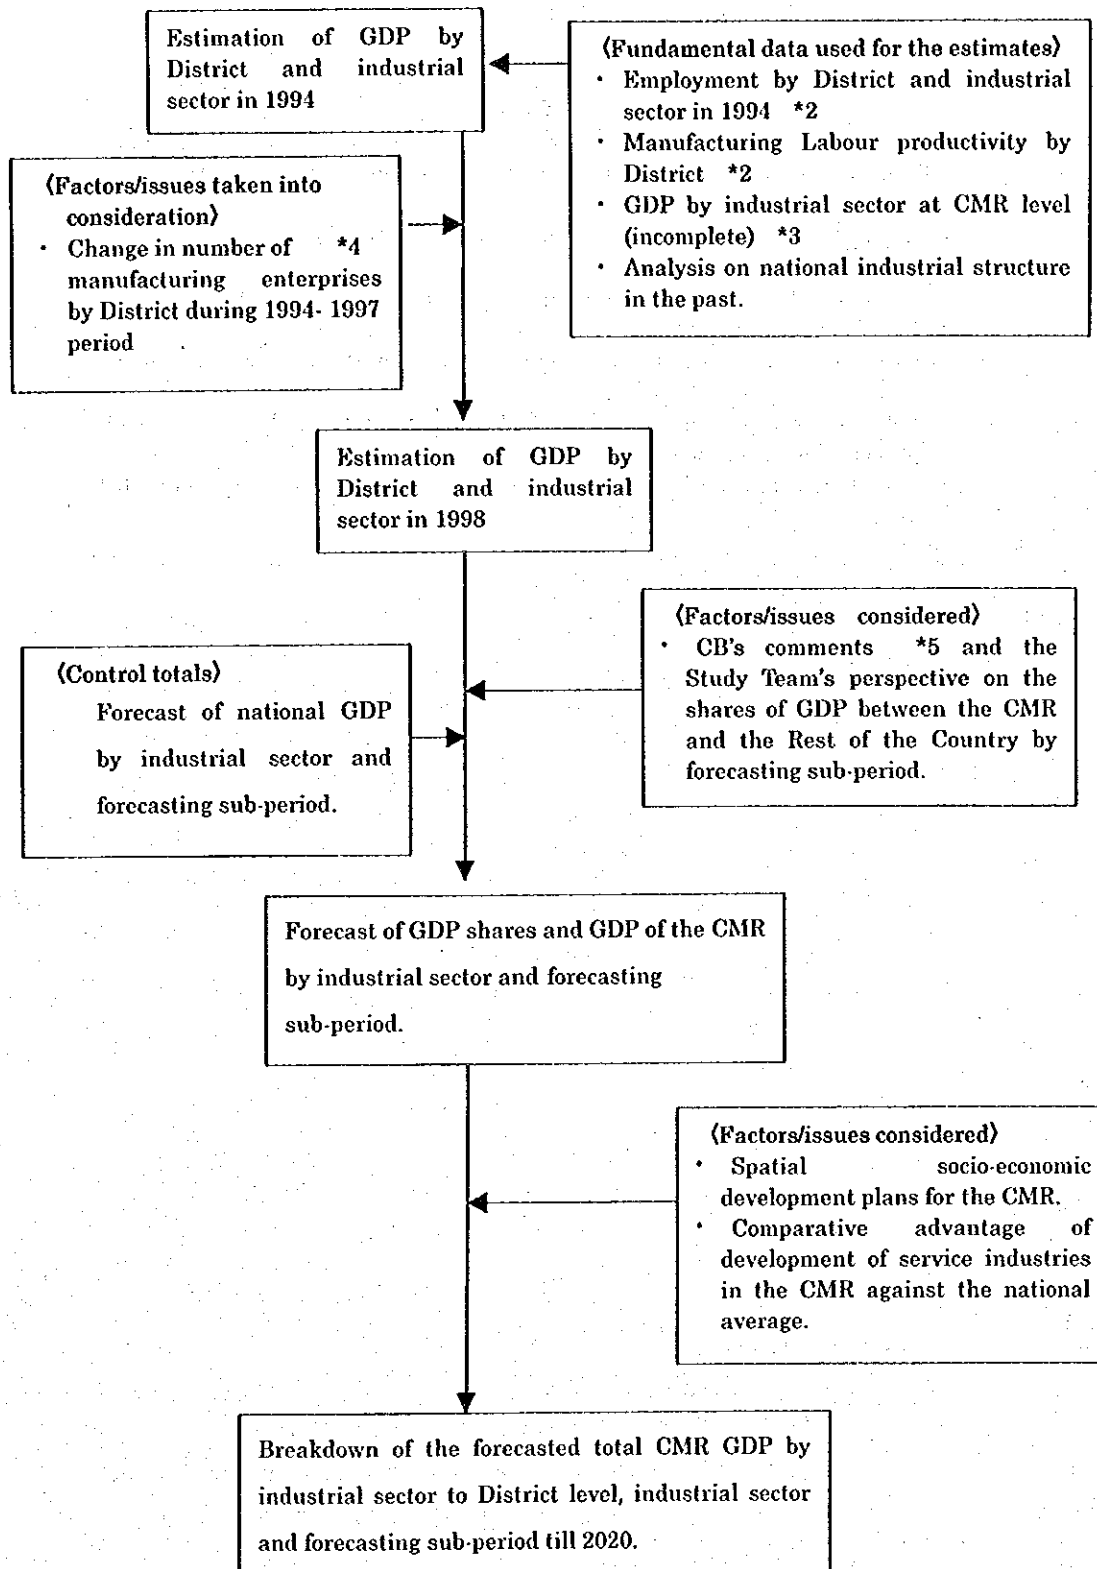 Estimation of GDP by
District and industrial
sector in 1994
⟨Fundamental data used for the estimates⟩
・ Employment by District and industrial
sector in 1994 *2
・ Manufacturing Labour productivity by
District *2
・ GDP by industrial sector at CMR level
(incomplete) *3
・ Analysis on national industrial structure
in the past.
⟨Factors/issues taken into
consideration⟩
・ Change in number of *4
manufacturing enterprises
by District during 1994- 1997
period
Estimation of GDP by
District and industrial
sector in 1998
⟨Factors/issues considered⟩
・ CB's comments *5 and the
Study Team's perspective on the
shares of GDP between the CMR
and the Rest of the Country by
forecasting sub-period.
⟨Control totals⟩
Forecast of national GDP
by industrial sector and
forecasting sub-period.
Forecast of GDP shares and GDP of the CMR
by industrial sector and forecasting
sub-period.
⟨Factors/issues considered⟩
・ Spatial socio-economic
development plans for the CMR.
・ Comparative advantage of
development of service industries
in the CMR against the national
average.
Breakdown of the forecasted total CMR GDP by
industrial sector to District level, industrial sector
and forecasting sub-period till 2020.